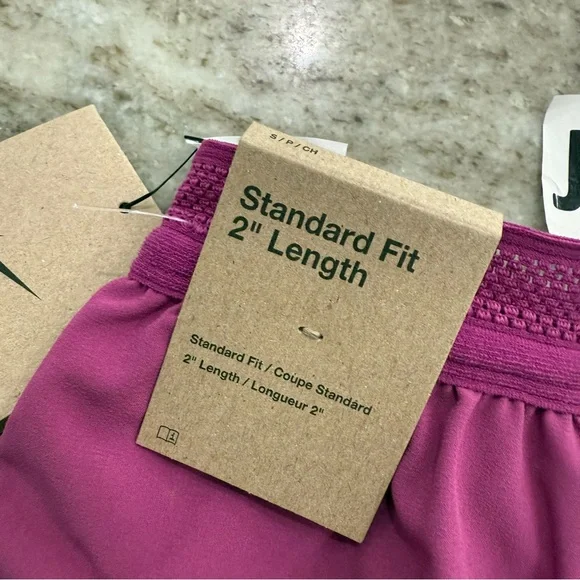 S / P / CH
Standard Fit
2" Length
Standard Fit / Coupe Standard
2" Length / Longueur 2"
J